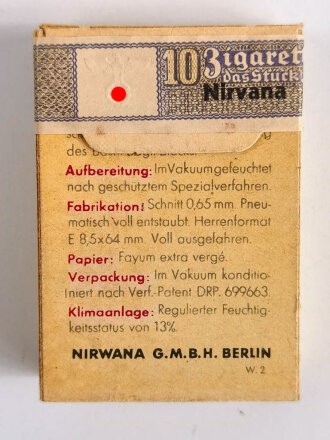 10 Zigaret
das Stück
Nirvana
Aufbereitung: Im Vakuum gefeuchtet
nach geschütztem Spezialverfahren.
Fabrikation: Schnitt 0,65 mm. Pneu-
matisch voll entstaubt. Herrenformat
E 8,5x64 mm. Voll ausgefahren.
Papier: Fayum extra vergé.
Verpackung: Im Vakuum konditio-
niert nach Verf.-Patent DRP. 699663.
Klimaanlage: Regulierter Feuchtig-
keitsstatus von 13%.
NIRWANA G.M.B.H. BERLIN
W. 2